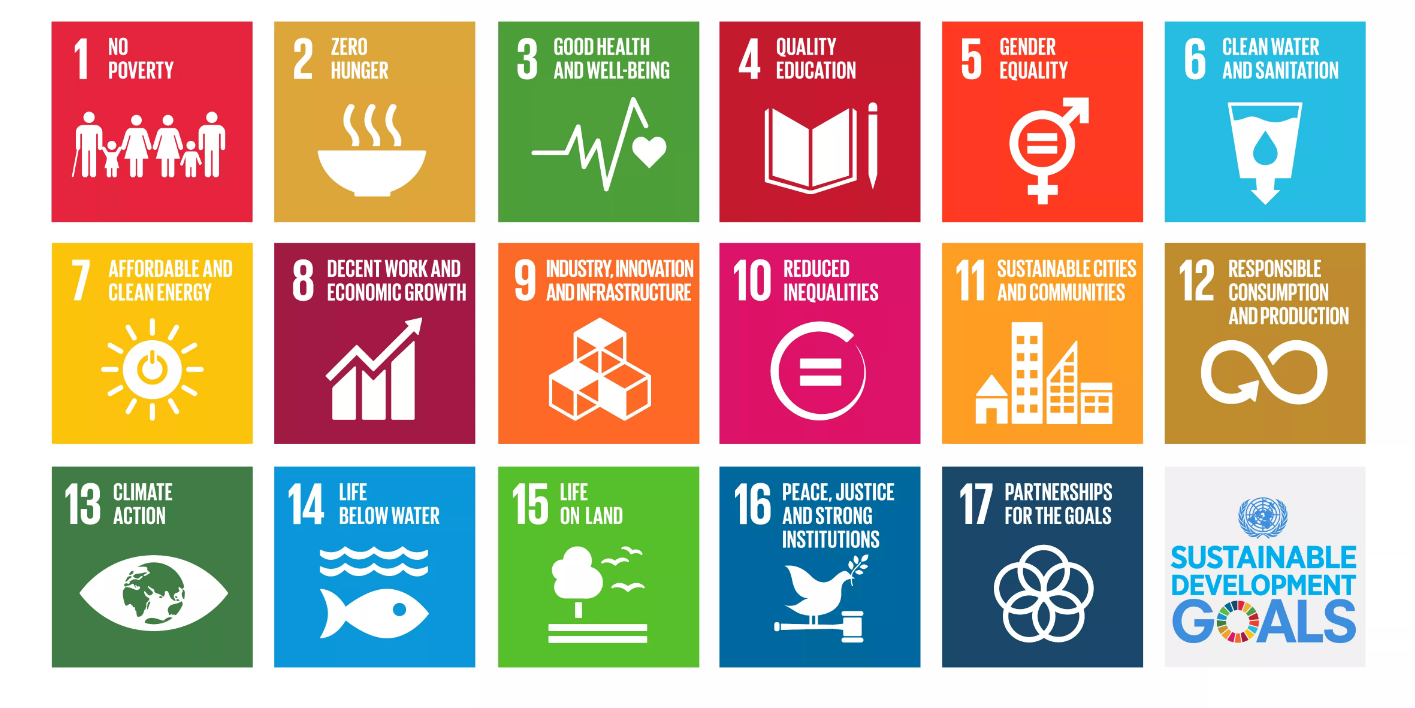 1 NO
POVERTY
2 ZERO
HUNGER
3 GOOD HEALTH
AND WELL-BEING
4 QUALITY
EDUCATION
5 GENDER
EQUALITY
6 CLEAN WATER
AND SANITATION
7 AFFORDABLE AND
CLEAN ENERGY
8 DECENT WORK AND
ECONOMIC GROWTH
9 INDUSTRY, INNOVATION
AND INFRASTRUCTURE
10 REDUCED
INEQUALITIES
11 SUSTAINABLE CITIES
AND COMMUNITIES
12 RESPONSIBLE
CONSUMPTION
AND PRODUCTION
13 CLIMATE
ACTION
14 LIFE
BELOW WATER
15 LIFE
ON LAND
16 PEACE, JUSTICE
AND STRONG
INSTITUTIONS
17 PARTNERSHIPS
FOR THE GOALS
SUSTAINABLE
DEVELOPMENT
GOALS